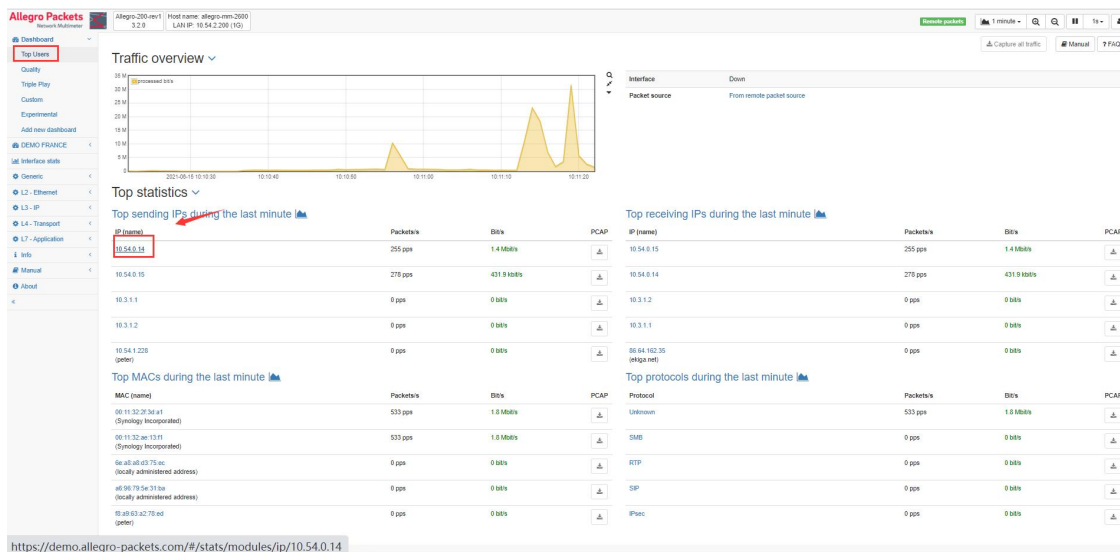 Allegro Packets
Network Multimeter
Allegro-200-rev1
3.2.0
Host name: allegro-mm-2600
LAN IP: 10.54.2.200 (1G)
Remote packets
1 minute
1s
Capture all traffic
Manual
? FAQ
Dashboard
Top Users
Quality
Triple Play
Custom
Experimental
Add new dashboard
DEMO FRANCE
Interface stats
Generic
L2 - Ethernet
L3 - IP
L4 - Transport
L7 - Application
Info
Manual
About
Traffic overview
processed bit/s
35 M
30 M
25 M
20 M
15 M
10 M
5 M
0
2021-08-16 10:10:30 10:10:40 10:10:50 10:11:00 10:11:10 10:11:20
Interface Down
Packet source From remote packet source
Top statistics
Top sending IPs during the last minute
IP (name) Packets/s Bit/s PCAP
10.54.0.14 255 pps 1.4 Mbit/s
10.54.0.15 278 pps 431.9 kbit/s
10.3.1.1 0 pps 0 bit/s
10.3.1.2 0 pps 0 bit/s
10.54.1.228 0 pps 0 bit/s
(peter)
Top receiving IPs during the last minute
IP (name) Packets/s Bit/s PCAP
10.54.0.15 255 pps 1.4 Mbit/s
10.54.0.14 278 pps 431.9 kbit/s
10.3.1.2 0 pps 0 bit/s
10.3.1.1 0 pps 0 bit/s
86.64.162.35 0 pps 0 bit/s
(ekiga.net)
Top MACs during the last minute
MAC (name) Packets/s Bit/s PCAP
00:11:32:2f:3d:a1 533 pps 1.8 Mbit/s
(Synology Incorporated)
00:11:32:ae:13:f1 533 pps 1.8 Mbit/s
(Synology Incorporated)
6e:a8:a8:d3:75:ec 0 pps 0 bit/s
(locally administered address)
a6:96:79:5e:31:ba 0 pps 0 bit/s
(locally administered address)
f8:a9:63:a2:78:ed 0 pps 0 bit/s
(peter)
Top protocols during the last minute
Protocol Packets/s Bit/s PCAP
Unknown 533 pps 1.8 Mbit/s
SMB 0 pps 0 bit/s
RTP 0 pps 0 bit/s
SIP 0 pps 0 bit/s
IPsec 0 pps 0 bit/s
https://demo.allegro-packets.com/#/stats/modules/ip/10.54.0.14